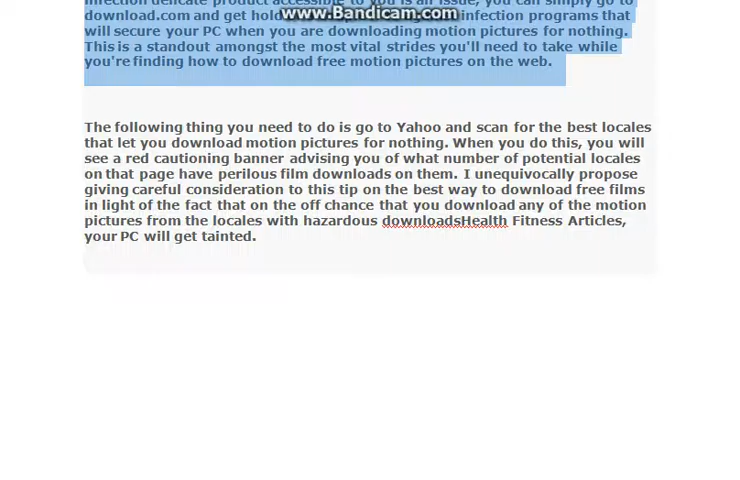 infection delicate product accessible to you is an issue, you can simply go to
www.Bandicam.com
download.com and get hold infection programs that
will secure your PC when you are downloading motion pictures for nothing.
This is a standout amongst the most vital strides you'll need to take while
you're finding how to download free motion pictures on the web.
The following thing you need to do is go to Yahoo and scan for the best locales
that let you download motion pictures for nothing. When you do this, you will
see a red cautioning banner advising you of what number of potential locales
on that page have perilous film downloads on them. I unequivocally propose
giving careful consideration to this tip on the best way to download free films
in light of the fact that on the off chance that you download any of the motion
pictures from the locales with hazardous downloadsHealth Fitness Articles,
your PC will get tainted.